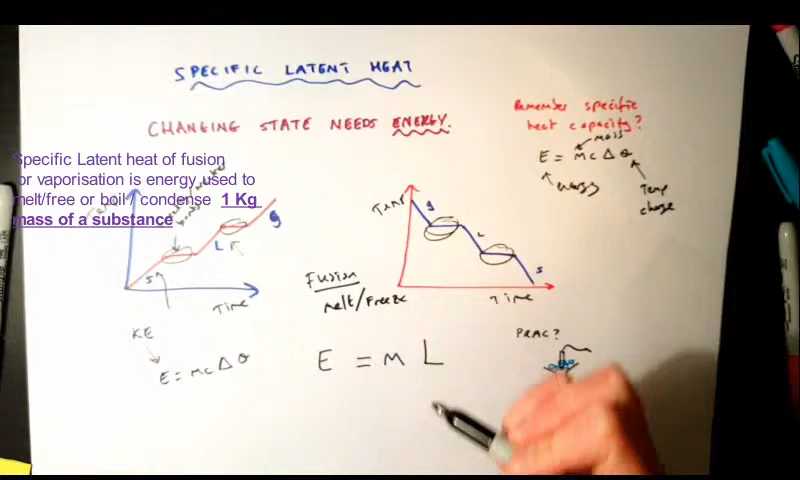 SPECIFIC LATENT HEAT
CHANGING STATE NEEDS ENERGY.
Remember specific
heat capacity?
mass
E = mcΔθ
energy
Temp
change
Specific Latent heat of fusion
or vaporisation is energy used to
melt/free or boil / condense 1 Kg
mass of a substance
bonds
S
L
g
Time
KE
E = mcΔθ
Temp
g
L
S
Time
Fusion
melt/Freeze
E = m L
PRAC?